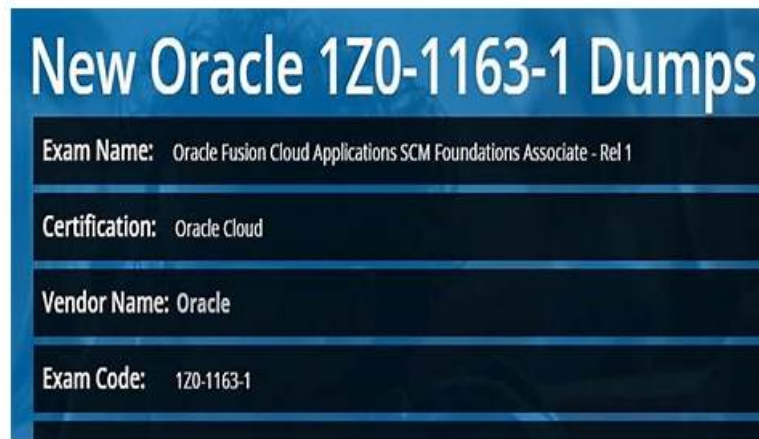 New Oracle 1Z0-1163-1 Dumps
Exam Name: Oracle Fusion Cloud Applications SCM Foundations Associate - Rel 1
Certification: Oracle Cloud
Vendor Name: Oracle
Exam Code: 1Z0-1163-1